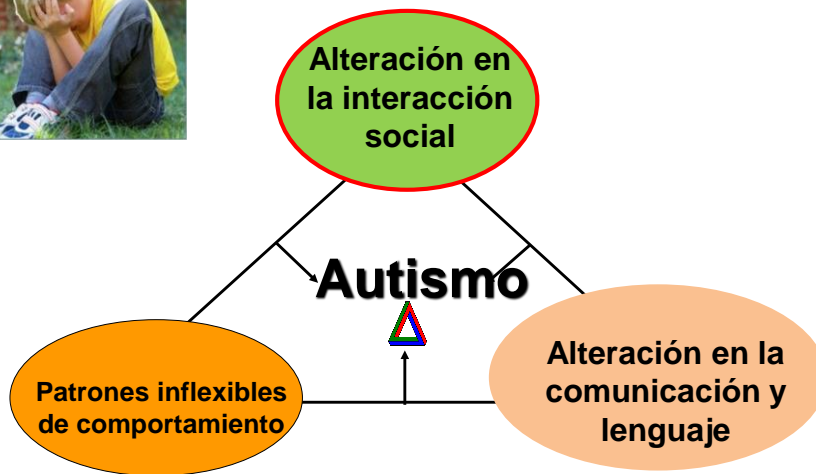 Alteración en
la interacción
social
Autismo
Patrones inflexibles
de comportamiento
Alteración en la
comunicación y
lenguaje